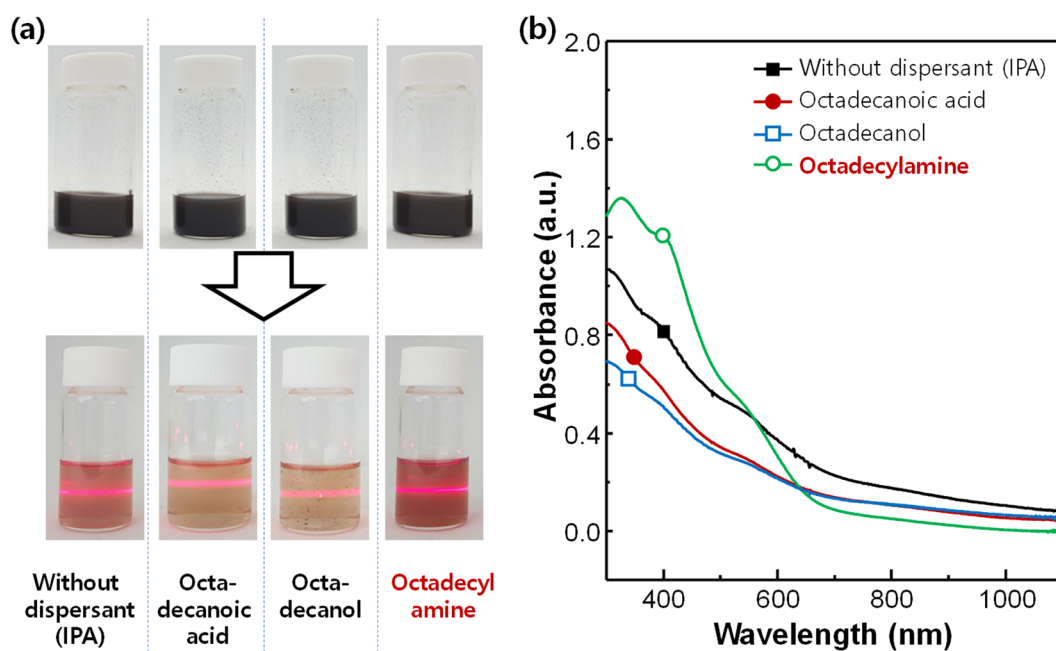 (a)
Without
dispersant
(IPA)
Octa-
decanoic
acid
Octa-
decanol
Octadecyl
amine
(b)
2.0
1.6
1.2
0.8
0.4
0.0
Absorbance (a.u.)
Without dispersant (IPA)
Octadecanoic acid
Octadecanol
Octadecylamine
400
600
800
1000
Wavelength (nm)